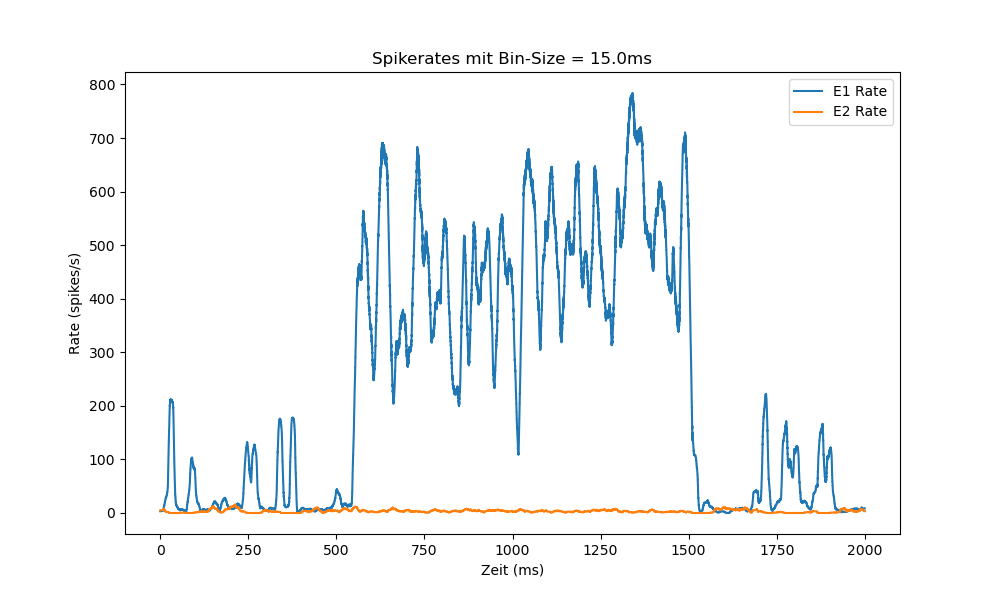 Spikerates mit Bin-Size = 15.0ms
E1 Rate
E2 Rate
Rate (spikes/s)
800
700
600
500
400
300
200
100
0
0 250 500 750 1000 1250 1500 1750 2000
Zeit (ms)